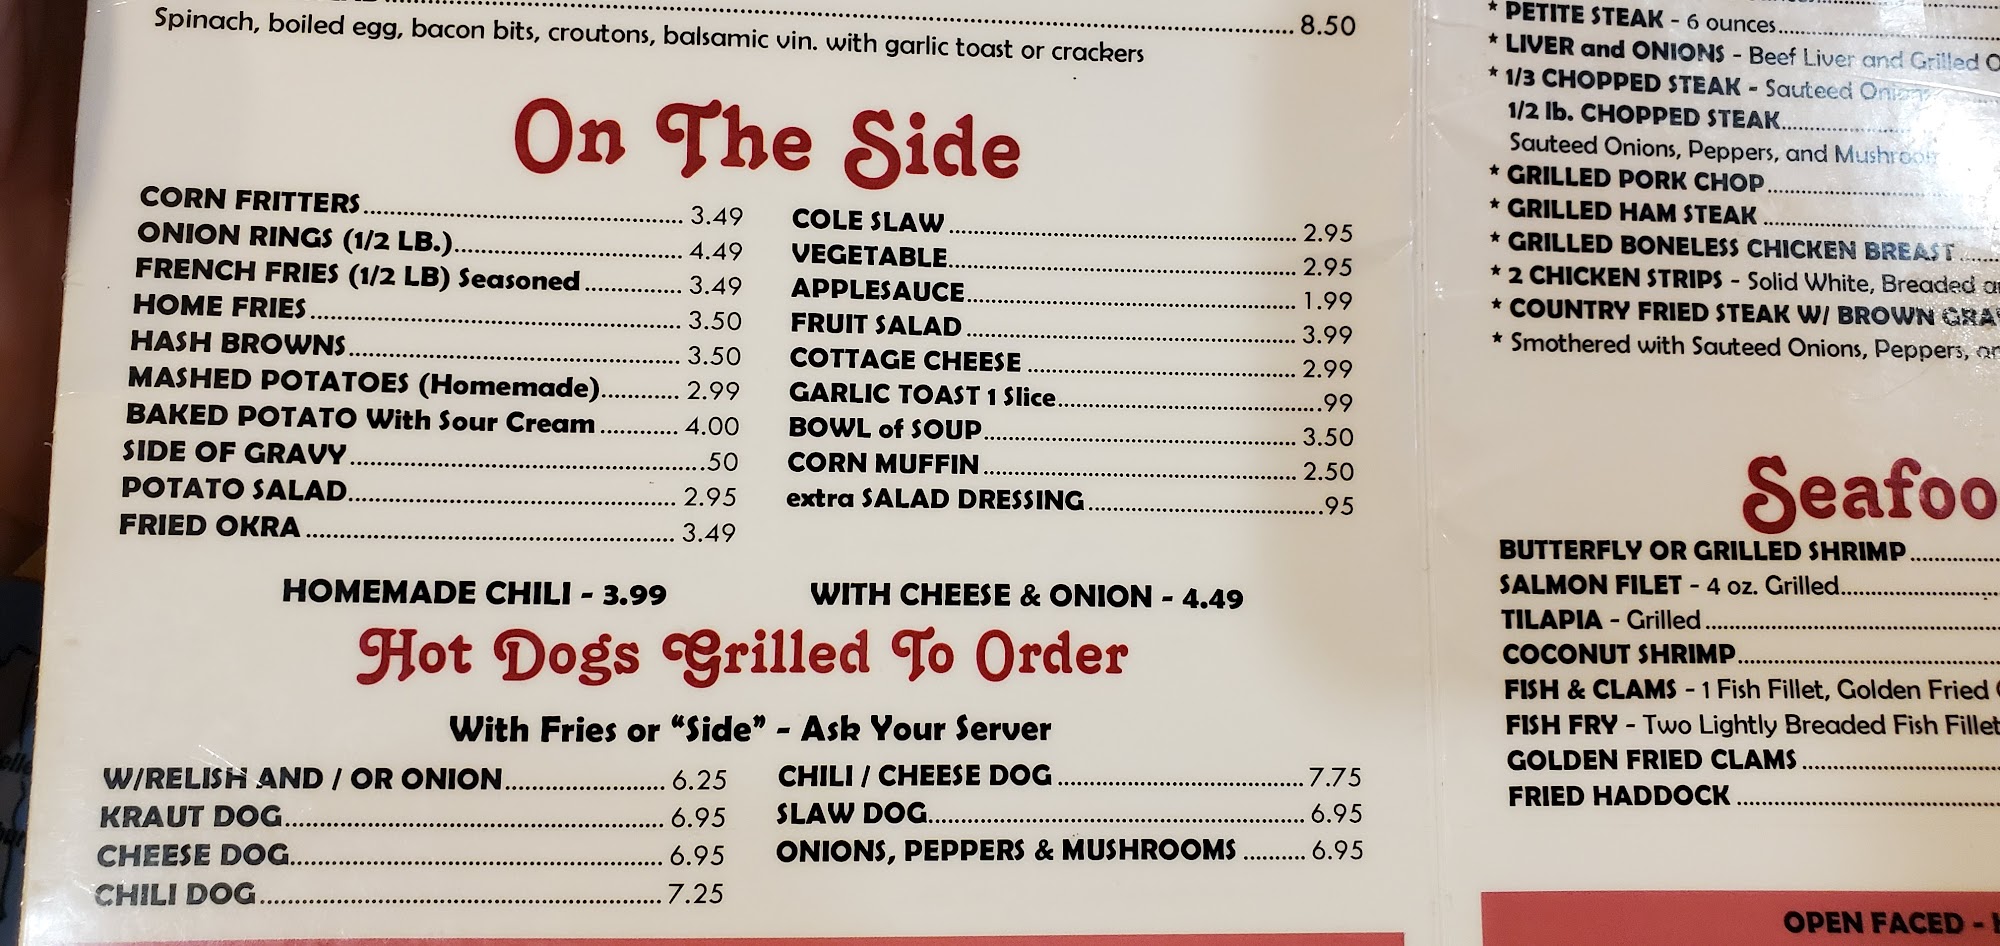 8.50
Spinach, boiled egg, bacon bits, croutons, balsamic vin. with garlic toast or crackers
On The Side
CORN FRITTERS 3.49
ONION RINGS (1/2 LB.) 4.49
FRENCH FRIES (1/2 LB) Seasoned 3.49
HOME FRIES 3.50
HASH BROWNS 3.50
MASHED POTATOES (Homemade) 2.99
BAKED POTATO With Sour Cream 4.00
SIDE OF GRAVY .50
POTATO SALAD 2.95
FRIED OKRA 3.49
COLE SLAW 2.95
VEGETABLE 2.95
APPLESAUCE 1.99
FRUIT SALAD 3.99
COTTAGE CHEESE 2.99
GARLIC TOAST 1 Slice .99
BOWL of SOUP 3.50
CORN MUFFIN 2.50
extra SALAD DRESSING .95
HOMEMADE CHILI - 3.99
WITH CHEESE & ONION - 4.49
Hot Dogs Grilled To Order
With Fries or “Side” - Ask Your Server
W/RELISH AND / OR ONION 6.25
KRAUT DOG 6.95
CHEESE DOG 6.95
CHILI DOG 7.25
CHILI / CHEESE DOG 7.75
SLAW DOG 6.95
ONIONS, PEPPERS & MUSHROOMS 6.95
* PETITE STEAK - 6 ounces
* LIVER and ONIONS - Beef Liver and Grilled
* 1/3 CHOPPED STEAK - Sauteed Onions
1/2 lb. CHOPPED STEAK
Sauteed Onions, Peppers, and Mushroom
* GRILLED PORK CHOP
* GRILLED HAM STEAK
* GRILLED BONELESS CHICKEN BREAST
* 2 CHICKEN STRIPS - Solid White, Breaded
* COUNTRY FRIED STEAK W/ BROWN
* Smothered with Sauteed Onions, Peppers,
Seafoo
BUTTERFLY OR GRILLED SHRIMP
SALMON FILET - 4 oz. Grilled
TILAPIA - Grilled
COCONUT SHRIMP
FISH & CLAMS - 1 Fish Fillet, Golden Fried
FISH FRY - Two Lightly Breaded Fish Fillet
GOLDEN FRIED CLAMS
FRIED HADDOCK
OPEN FACED -